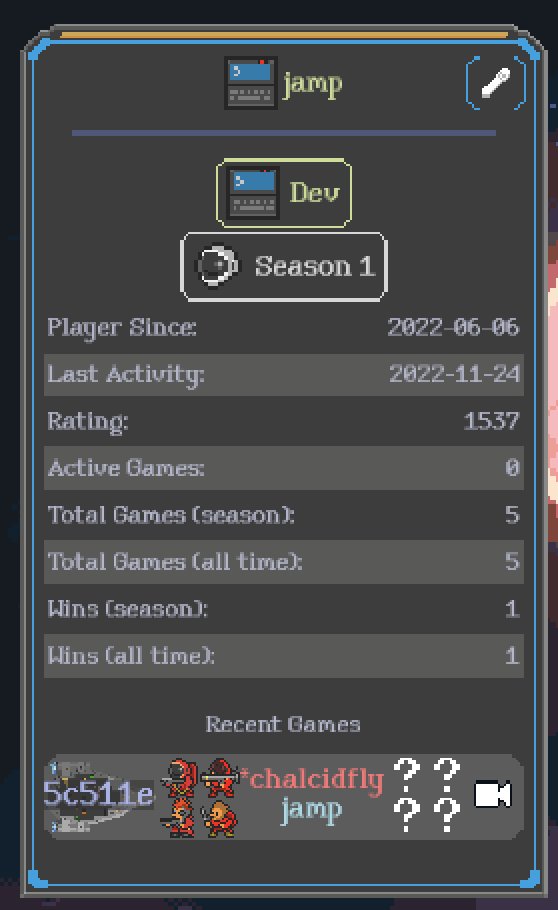 jamp
Dev
Season 1
Player Since: 2022-06-06
Last Activity: 2022-11-24
Rating: 1537
Active Games: 0
Total Games (season): 5
Total Games (all time): 5
Wins (season): 1
Wins (all time): 1
Recent Games
5c511e *chalcidfly ? ?
jamp ? ?